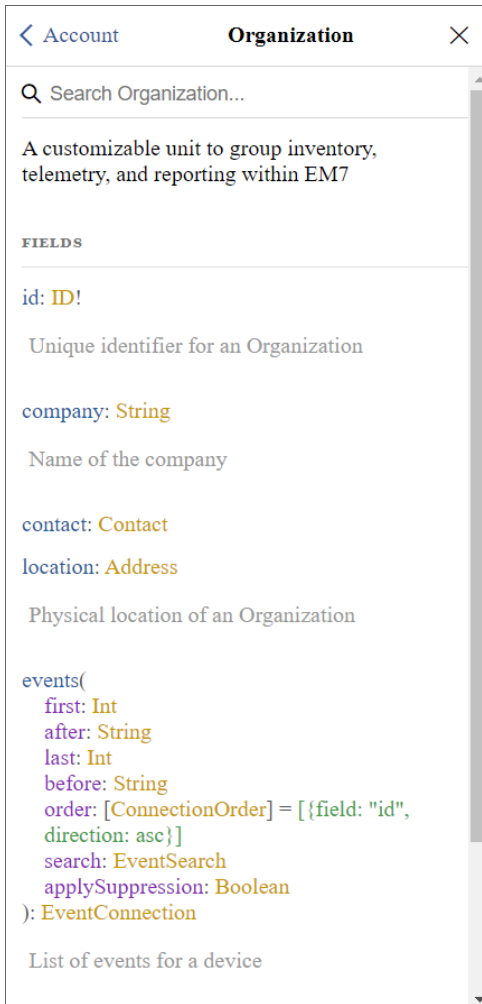 Account
Organization
Search Organization...
A customizable unit to group inventory,
telemetry, and reporting within EM7
FIELDS
id: ID!
Unique identifier for an Organization
company: String
Name of the company
contact: Contact
location: Address
Physical location of an Organization
events(
first: Int
after: String
last: Int
before: String
order: [ConnectionOrder] = [{field: "id",
direction: asc}]
search: EventSearch
applySuppression: Boolean
): EventConnection
List of events for a device